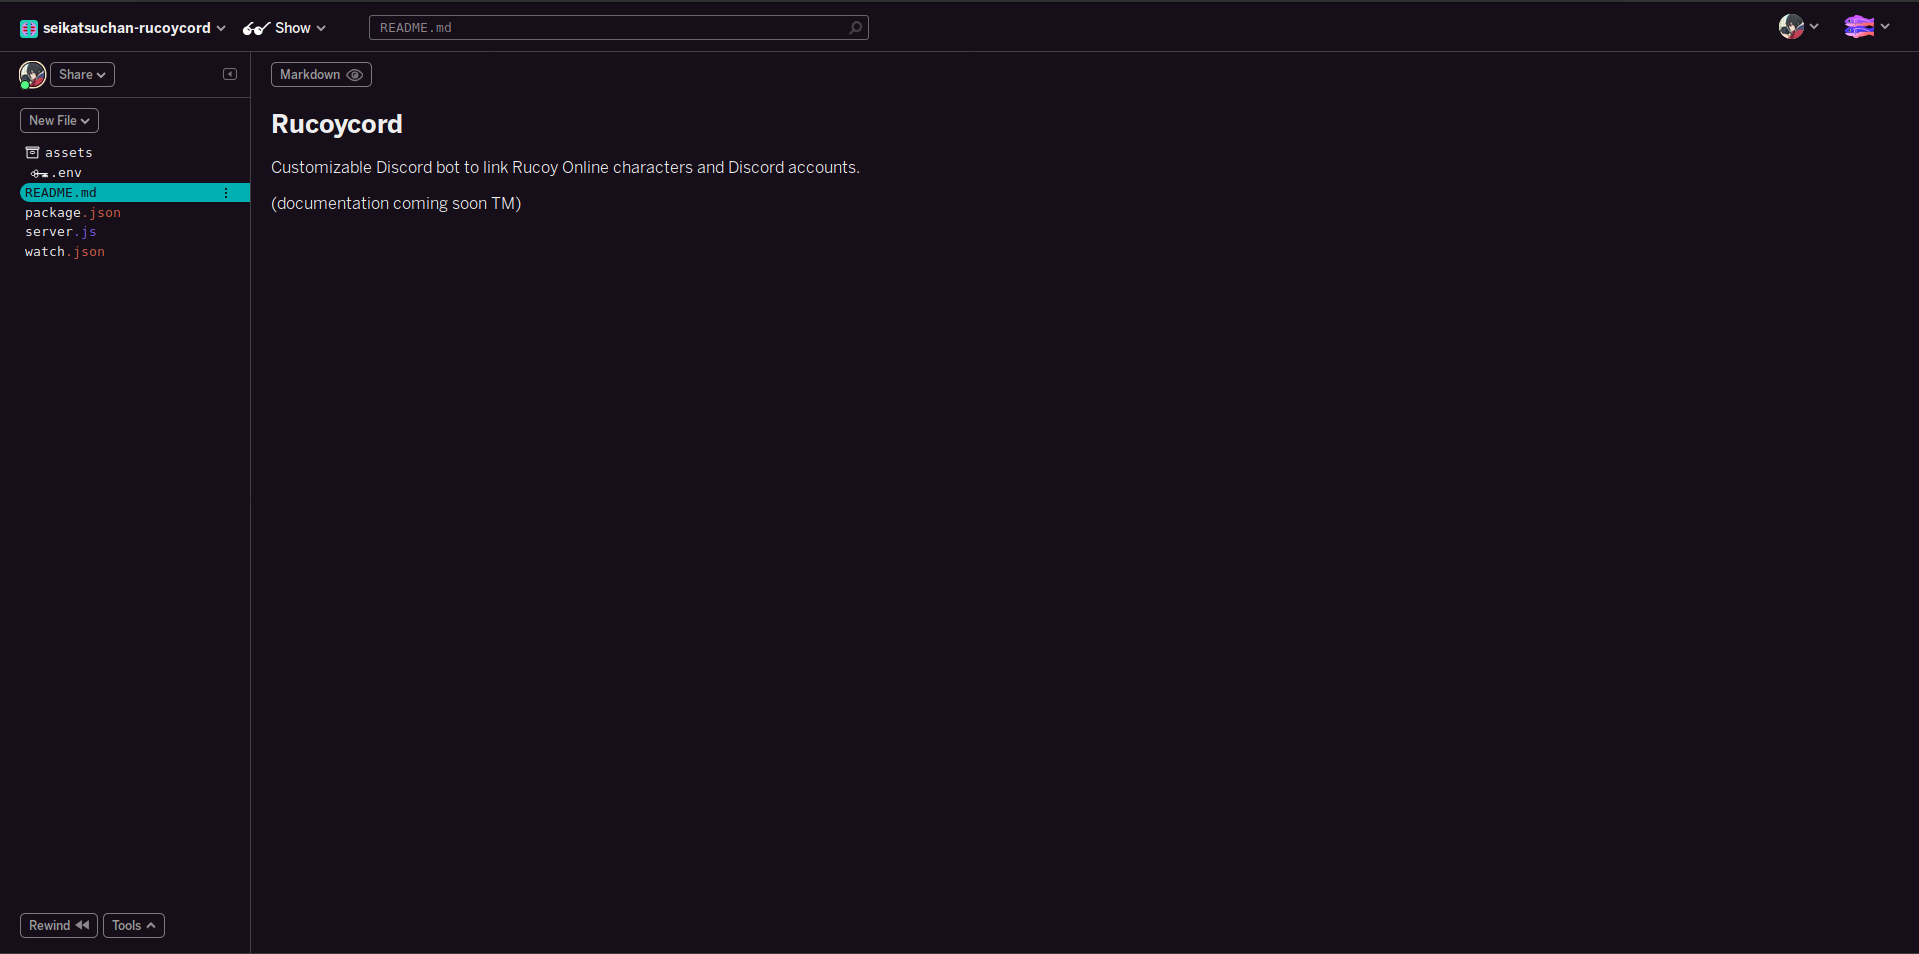 seikatsuchan-rucoycord
Show
README.md
Share
Markdown
New File
assets
.env
README.md
package.json
server.js
watch.json
Rucoycord
Customizable Discord bot to link Rucoy Online characters and Discord accounts.
(documentation coming soon TM)
Rewind
Tools